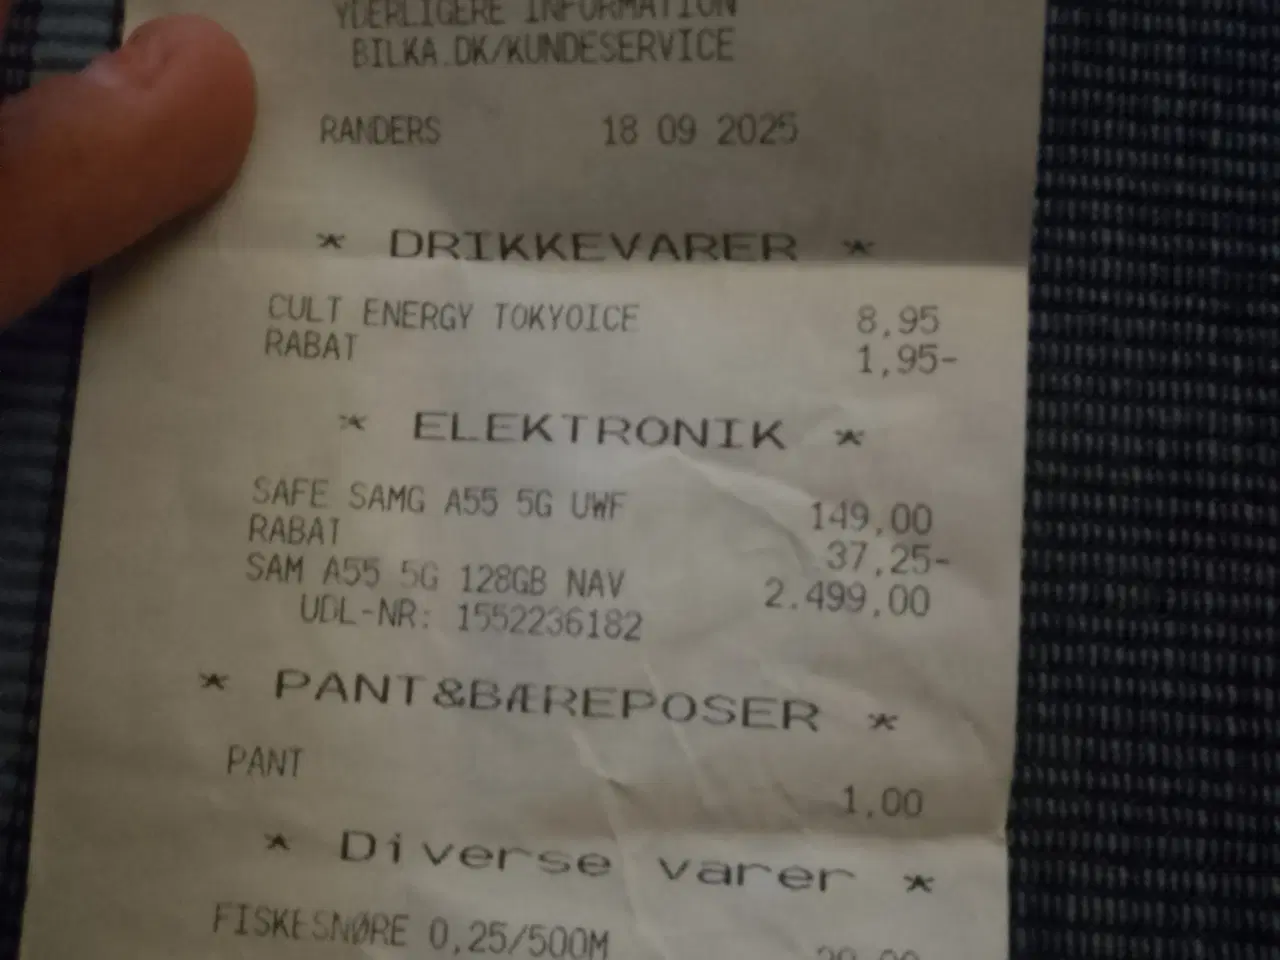 YDERLIGERE INFORMATION
BILKA.DK/KUNDESERVICE
RANDERS 18 09 2025
* DRIKKEVARER *
CULT ENERGY TOKYOICE 8,95
RABAT 1,95-
* ELEKTRONIK *
SAFE SAMG A55 5G UWF 149,00
RABAT 37,25-
SAM A55 5G 128GB NAV 2.499,00
UDL-NR: 1552236182
* PANT&BÆREPOSER *
PANT 1,00
* Diverse varer *
FISKESNØRE 0,25/500M